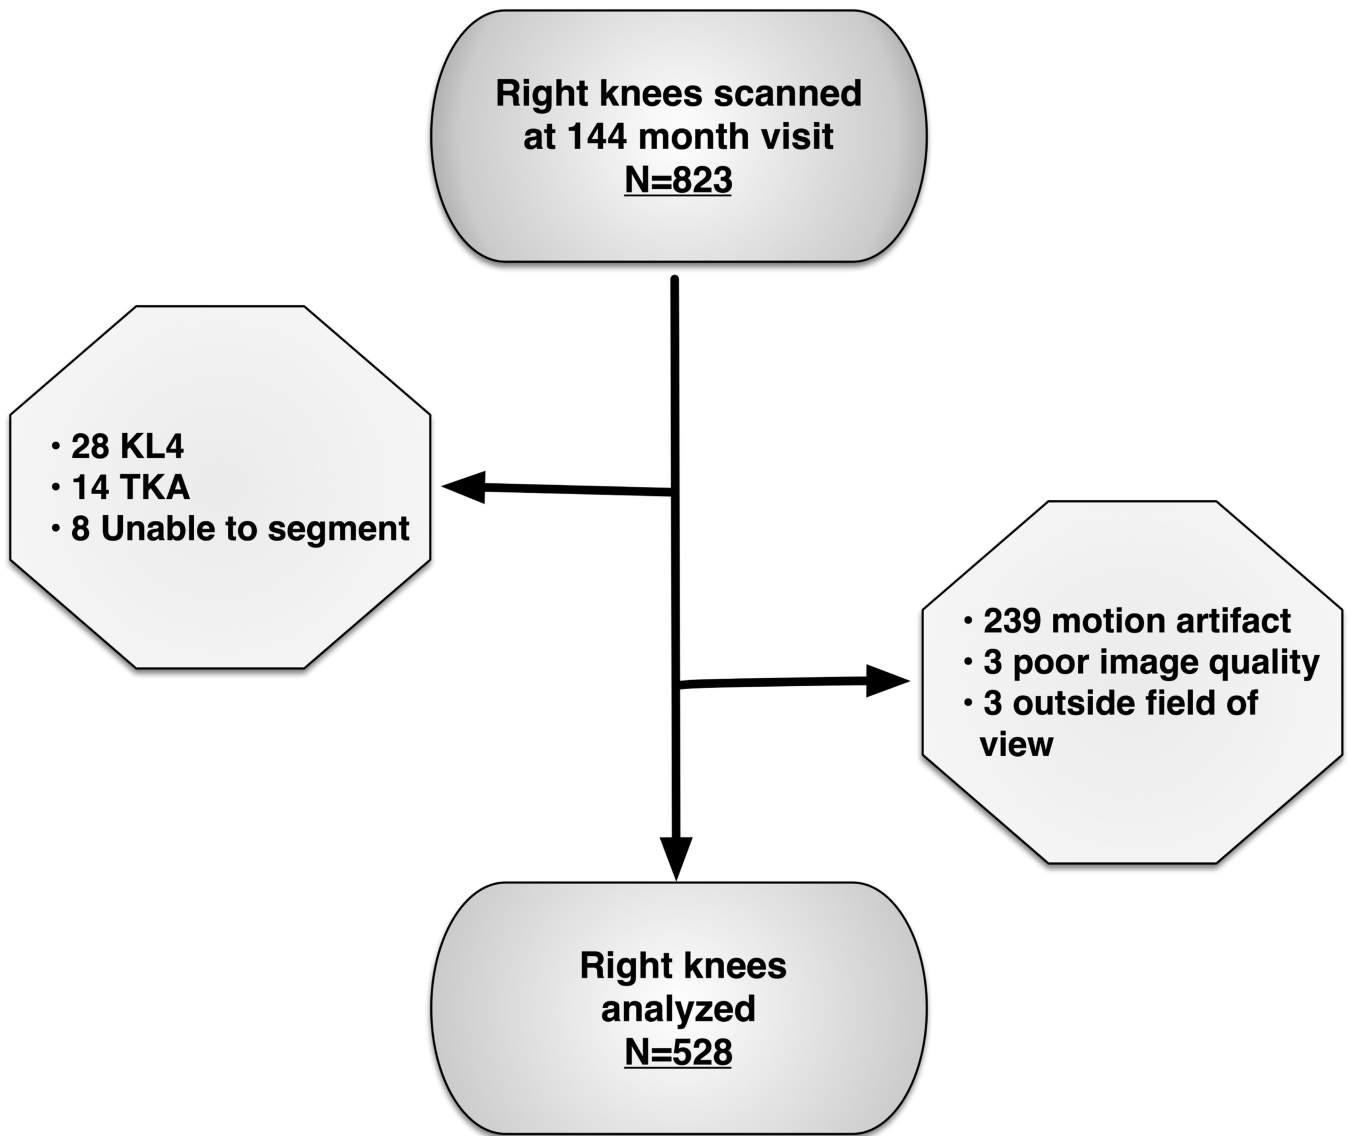 Right knees scanned
at 144 month visit
N=823
• 28 KL4
• 14 TKA
• 8 Unable to segment
• 239 motion artifact
• 3 poor image quality
• 3 outside field of
view
Right knees
analyzed
N=528